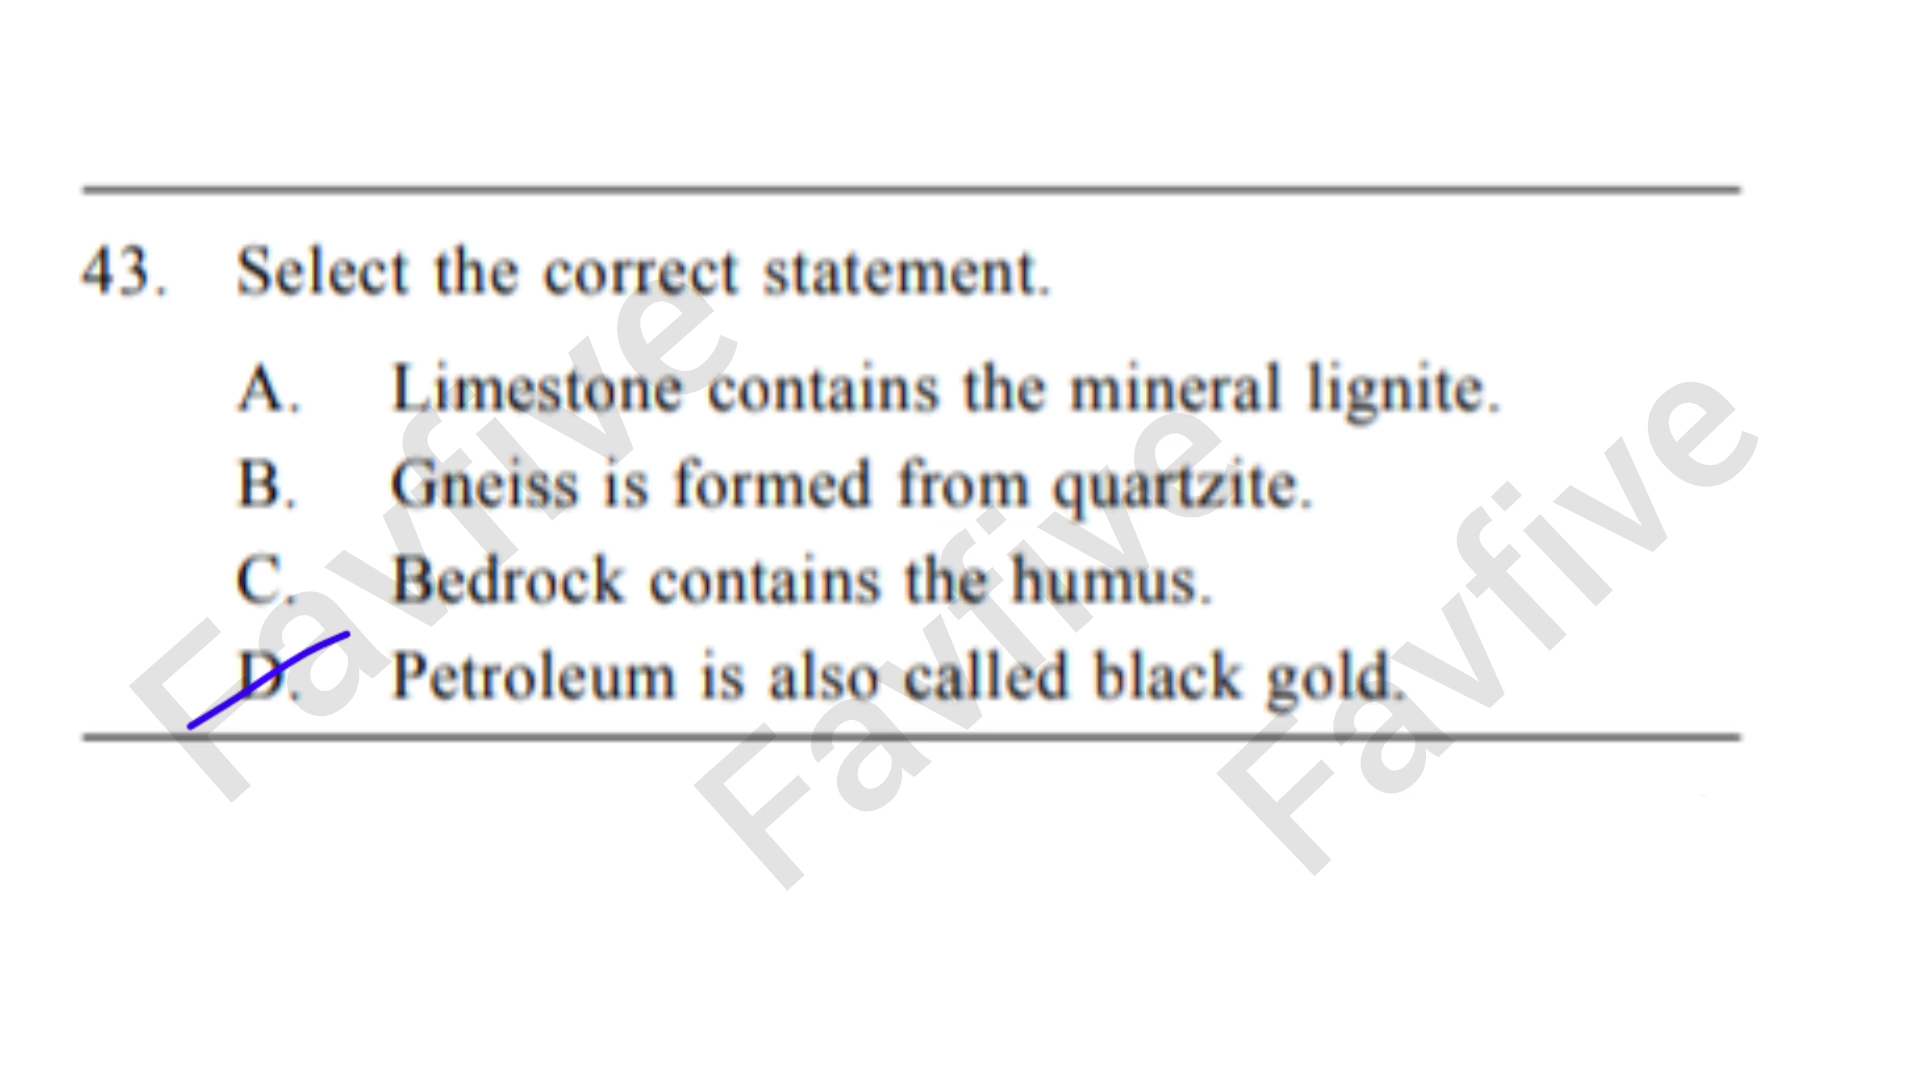 43. Select the correct statement.
A. Limestone contains the mineral lignite.
B. Gneiss is formed from quartzite.
C. Bedrock contains the humus.
D. Petroleum is also called black gold.
Favfive
Favfive
Favfive